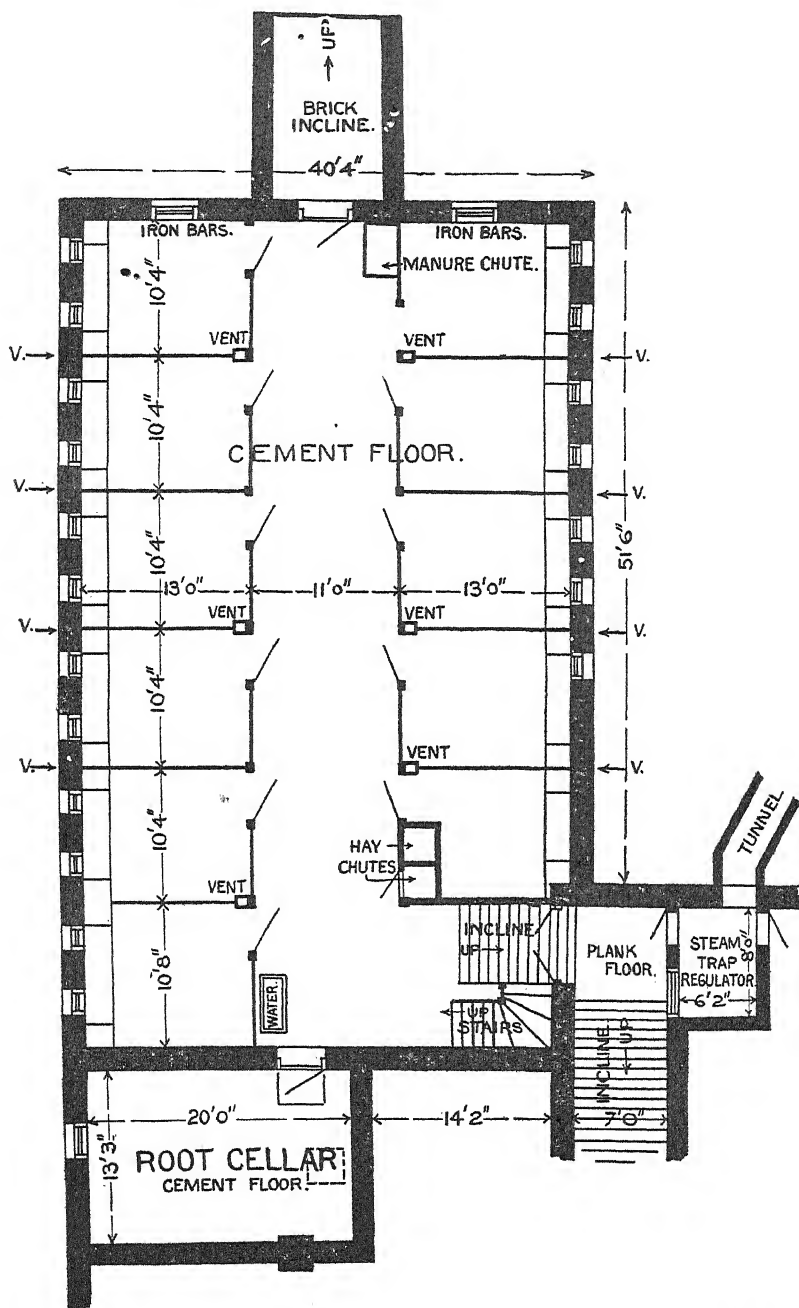 UP
BRICK
INCLINE.
40'4"
IRON BARS.
IRON BARS.
MANURE CHUTE.
10'4"
VENT
VENT
V.
V.
10'4"
CEMENT FLOOR.
V.
V.
10'4"
51'6"
13'0"
11'0"
13'0"
VENT
VENT
V.
V.
10'4"
VENT
V.
V.
TUNNEL
10'4"
HAY
CHUTES
VENT
INCLINE
UP
PLANK
FLOOR.
STEAM
TRAP
REGULATOR
8'0"
6'2"
10'8"
WATER.
UP
STAIRS
INCLINE
UP
20'0"
14'2"
7'0"
13'3"
ROOT CELLAR
CEMENT FLOOR.